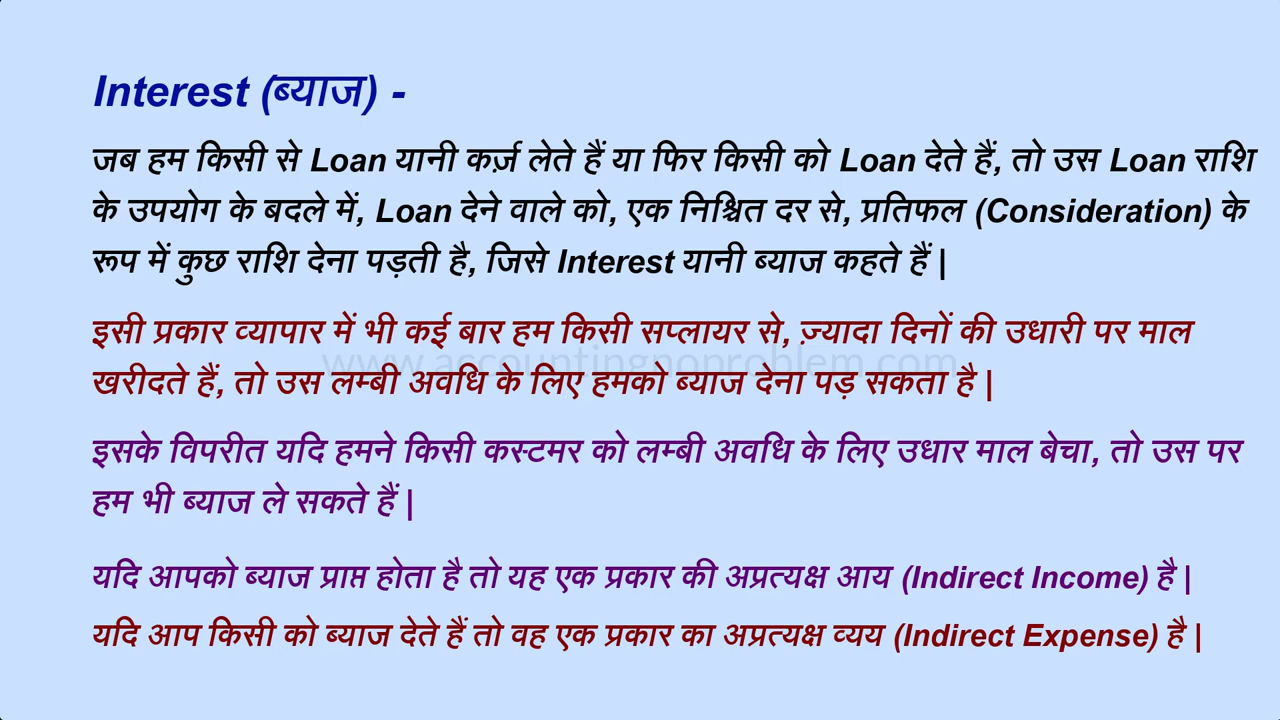 Interest (ब्याज) -
जब हम किसी से Loan यानी कर्ज़ लेते हैं या फिर किसी को Loan देते हैं, तो उस Loan राशि
के उपयोग के बदले में, Loan देने वाले को, एक निश्चित दर से, प्रतिफल (Consideration) के
रूप में कुछ राशि देना पड़ती है, जिसे Interest यानी ब्याज कहते हैं |
इसी प्रकार व्यापार में भी कई बार हम किसी सप्लायर से, ज़्यादा दिनों की उधारी पर माल
www.accountingnoproblem.com
खरीदते हैं, तो उस लम्बी अवधि के लिए हमको ब्याज देना पड़ सकता है |
इसके विपरीत यदि हमने किसी कस्टमर को लम्बी अवधि के लिए उधार माल बेचा, तो उस पर
हम भी ब्याज ले सकते हैं |
यदि आपको ब्याज प्राप्त होता है तो यह एक प्रकार की अप्रत्यक्ष आय (Indirect Income) है |
यदि आप किसी को ब्याज देते हैं तो वह एक प्रकार का अप्रत्यक्ष व्यय (Indirect Expense) है |